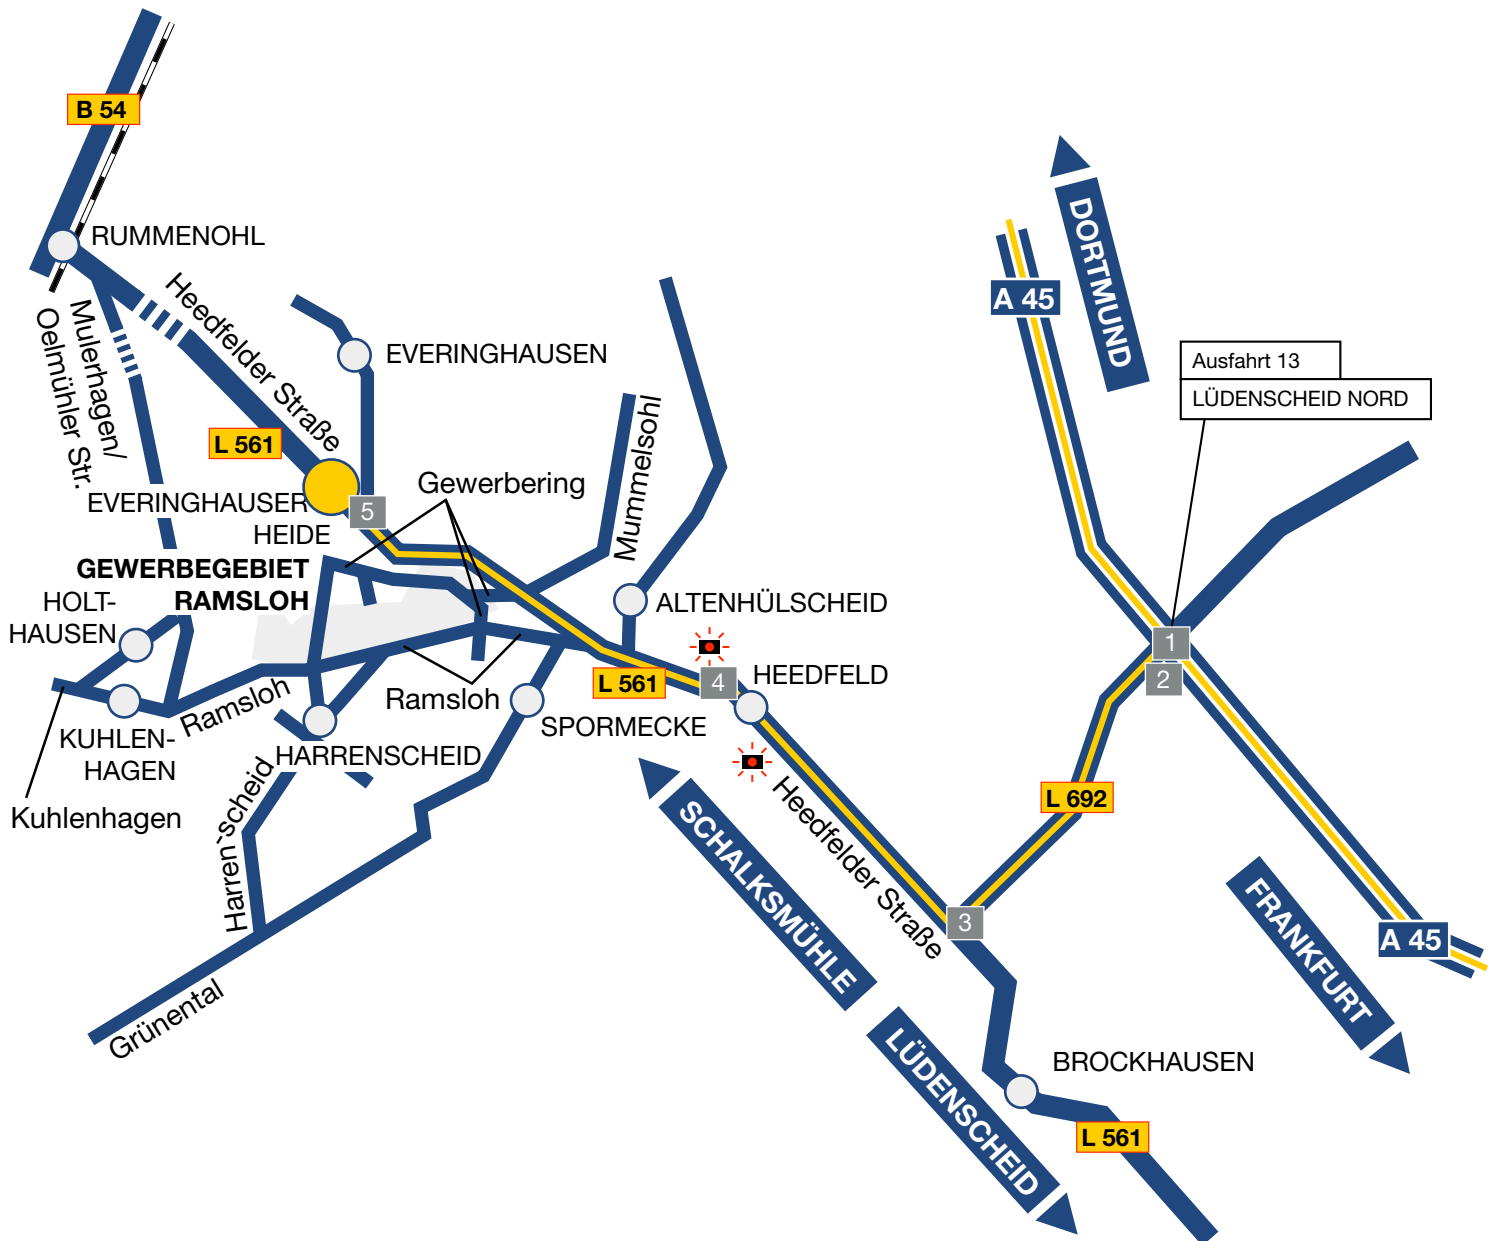 B 54
RUMMENOHL
Heedfelder Straße
Mulerhagen/
Oelmühler Str.
EVERINGHAUSEN
L 561
EVERINGHAUSER
HEIDE
5
Gewerbering
Mummelsohl
GEWERBEGEBIET
RAMSLOH
HOLT-
HAUSEN
ALTENHÜLSCHEID
HEEDFELD
4
L 561
Ramsloh
Ramsloh
SPORMECKE
KUHLEN-
HAGEN
HARRENSCHEID
Kuhlenhagen
Harren-scheid
Grünental
Heedfelder Straße
SCHALKSMÜHLE
LÜDENSCHEID
3
L 692
BROCKHAUSEN
L 561
DORTMUND
A 45
Ausfahrt 13
LÜDENSCHEID NORD
1
2
FRANKFURT
A 45